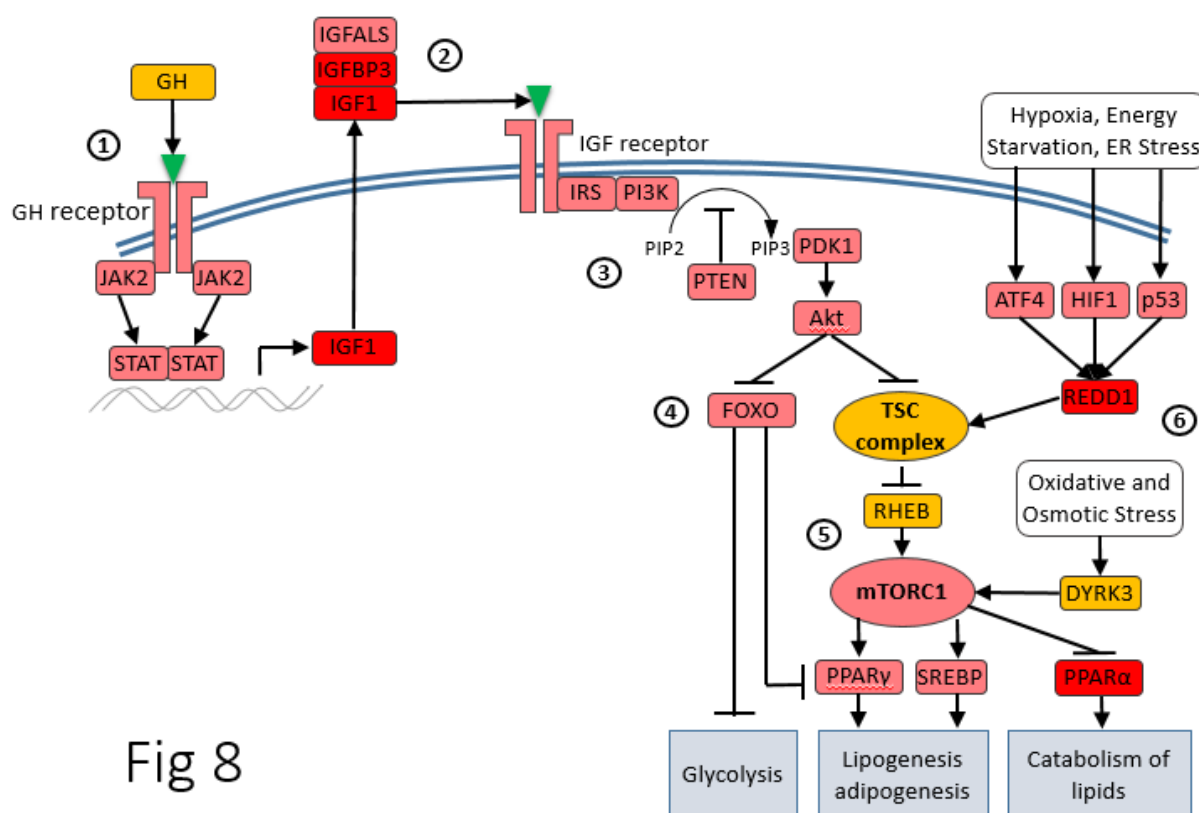 IGFALS
IGFBP3
IGF1
②
GH
①
GH receptor
JAK2
JAK2
STAT
STAT
IGF1
IGF receptor
IRS
PI3K
PIP2
PIP3
③
PTEN
PDK1
Akt
Hypoxia, Energy
Starvation, ER Stress
ATF4
HIF1
p53
REDD1
⑥
④
FOXO
TSC
complex
RHEB
⑤
Oxidative and
Osmotic Stress
mTORC1
DYRK3
PPARγ
SREBP
PPARα
Glycolysis
Lipogenesis
adipogenesis
Catabolism of
lipids
Fig 8